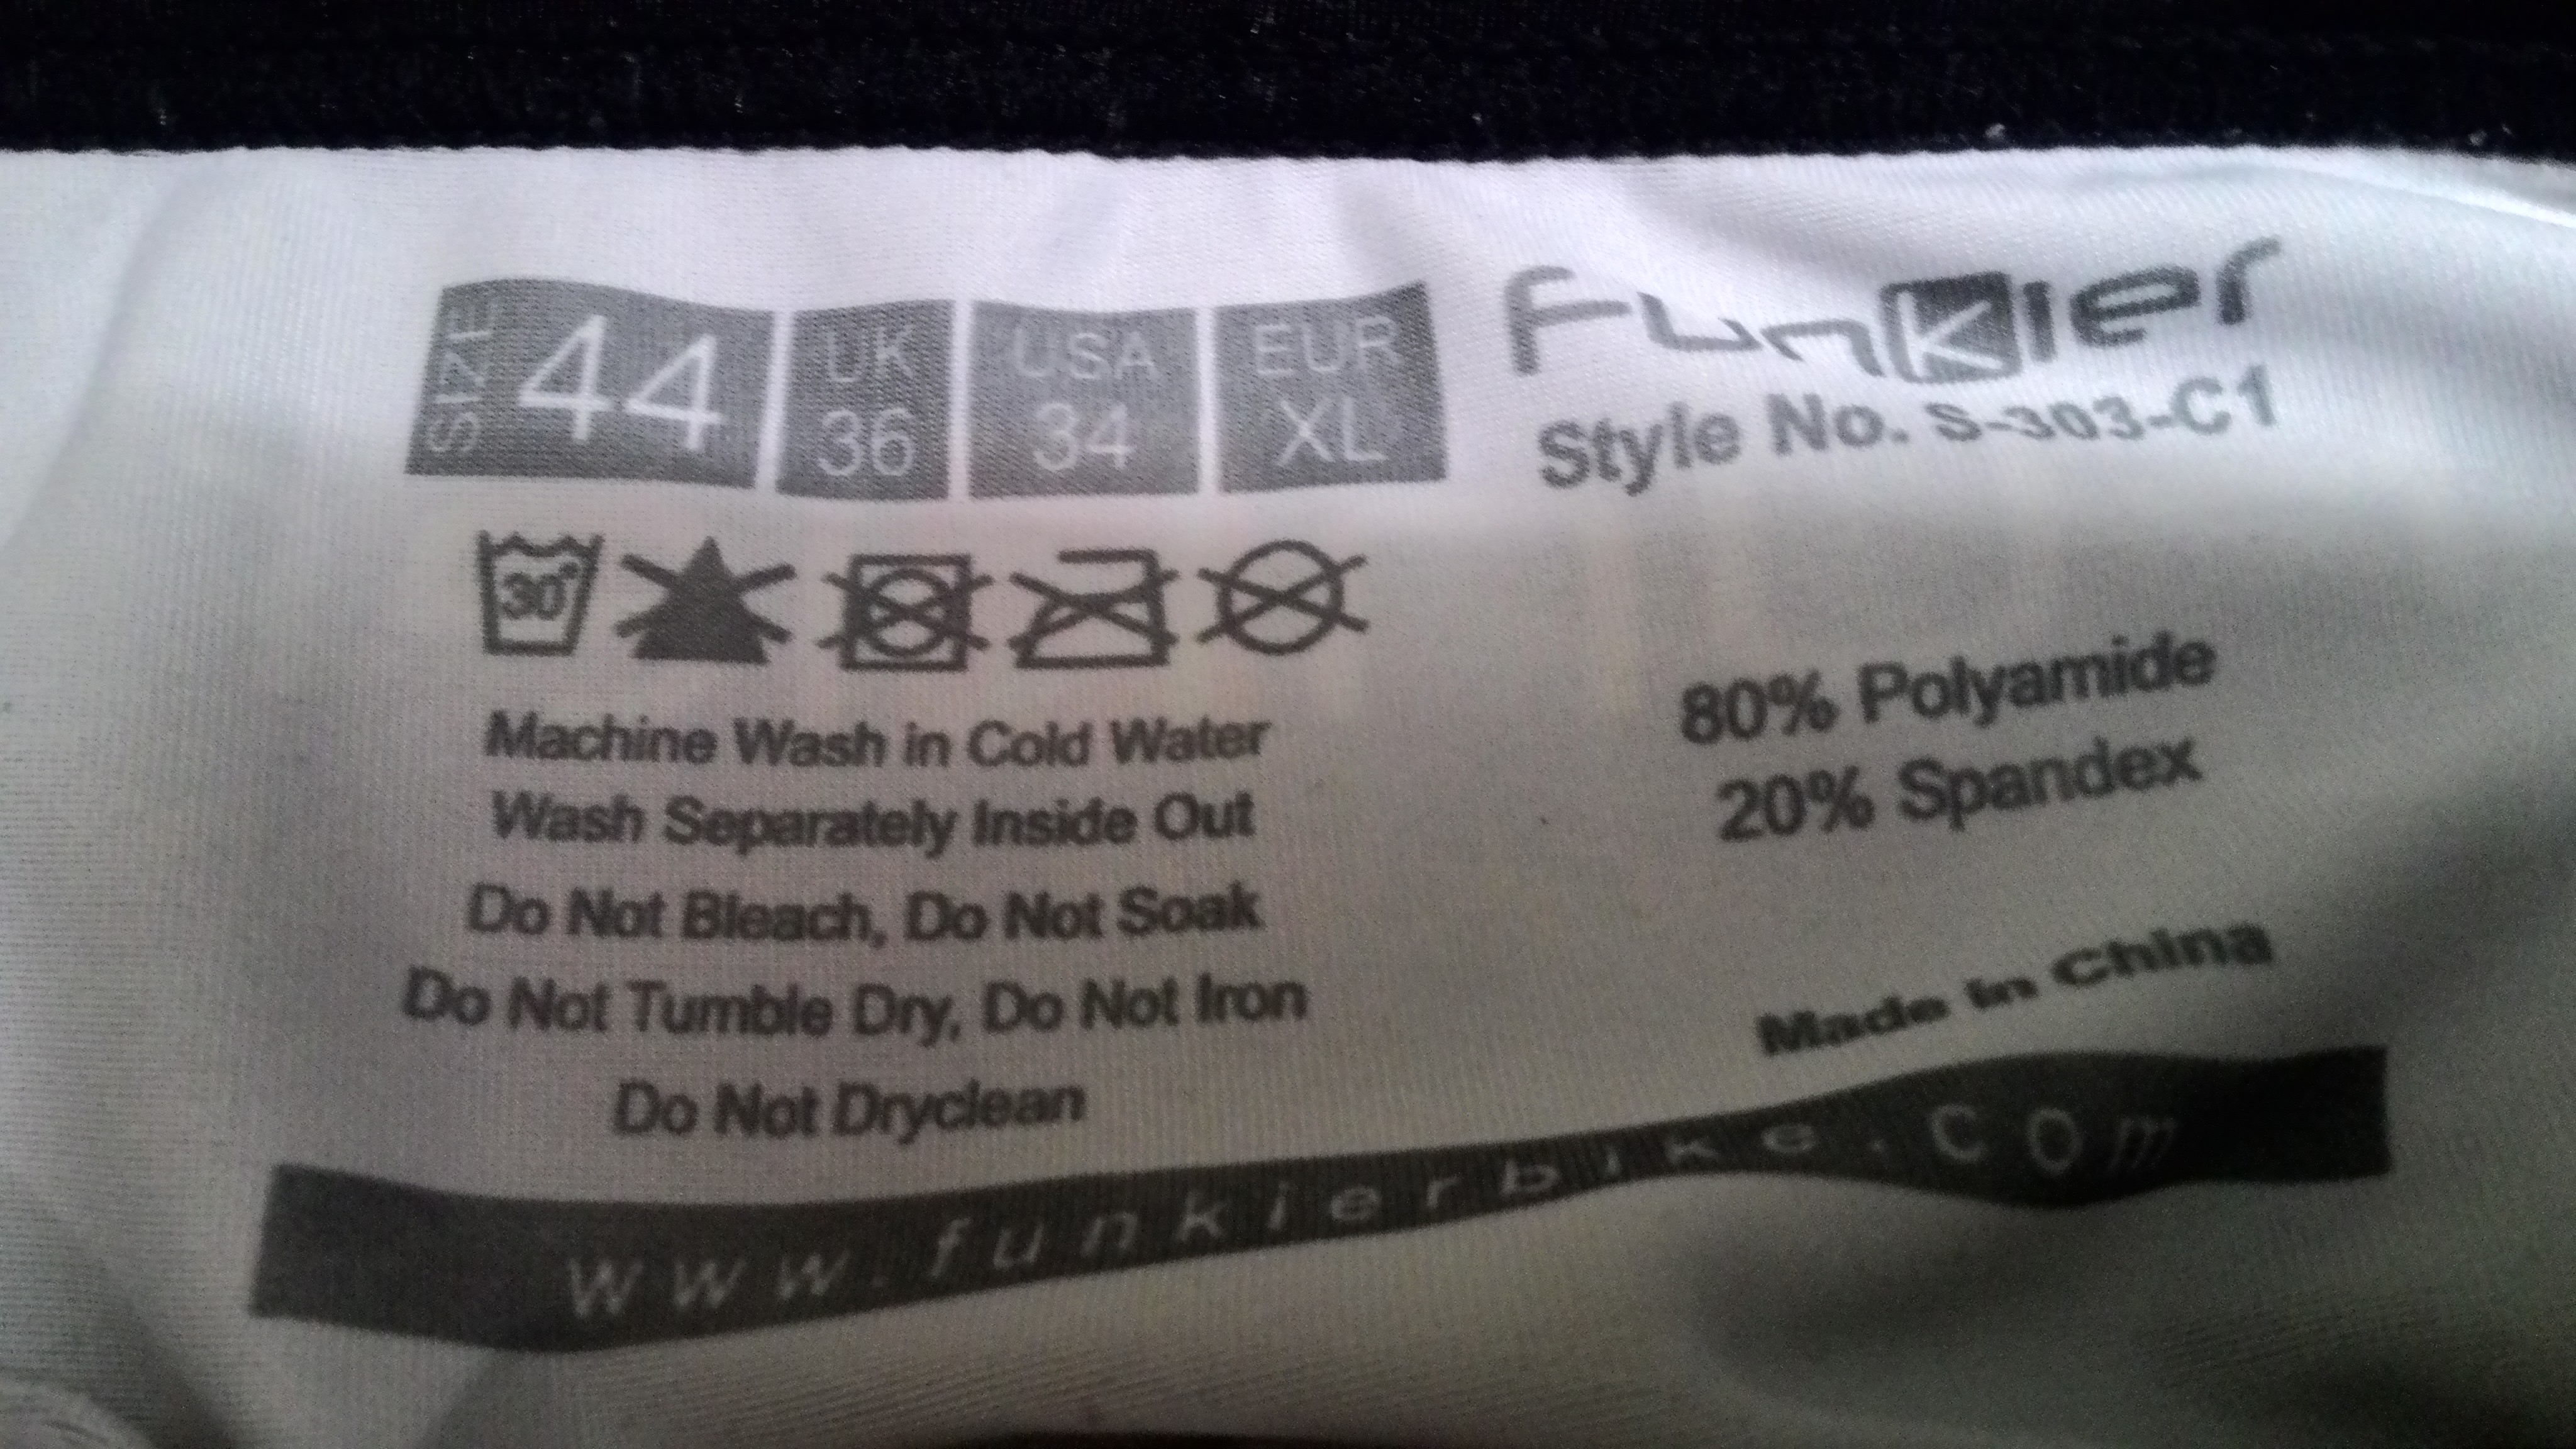 SIZE 44 UK 36 USA 34 EUR XL
Funkier
Style No. S-303-C1
30°
Machine Wash in Cold Water
Wash Separately Inside Out
Do Not Bleach, Do Not Soak
Do Not Tumble Dry, Do Not Iron
Do Not Dryclean
80% Polyamide
20% Spandex
Made in China
www.funkierbike.com